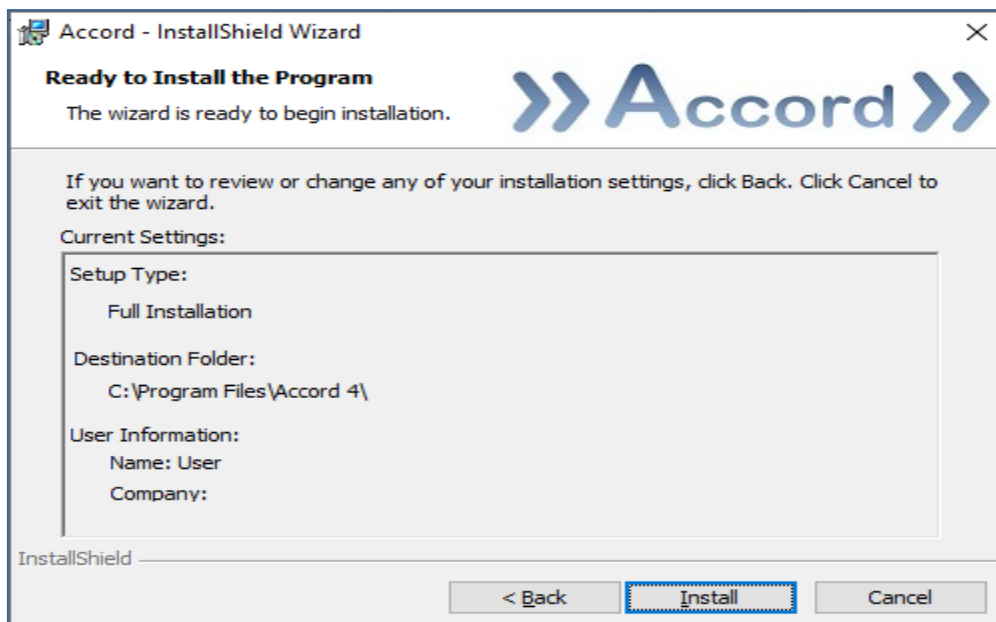 Accord - InstallShield Wizard
Ready to Install the Program
The wizard is ready to begin installation.
Accord
If you want to review or change any of your installation settings, click Back. Click Cancel to
exit the wizard.
Current Settings:
Setup Type:
Full Installation
Destination Folder:
C:\Program Files\Accord 4\
User Information:
Name: User
Company:
InstallShield
< Back
Install
Cancel